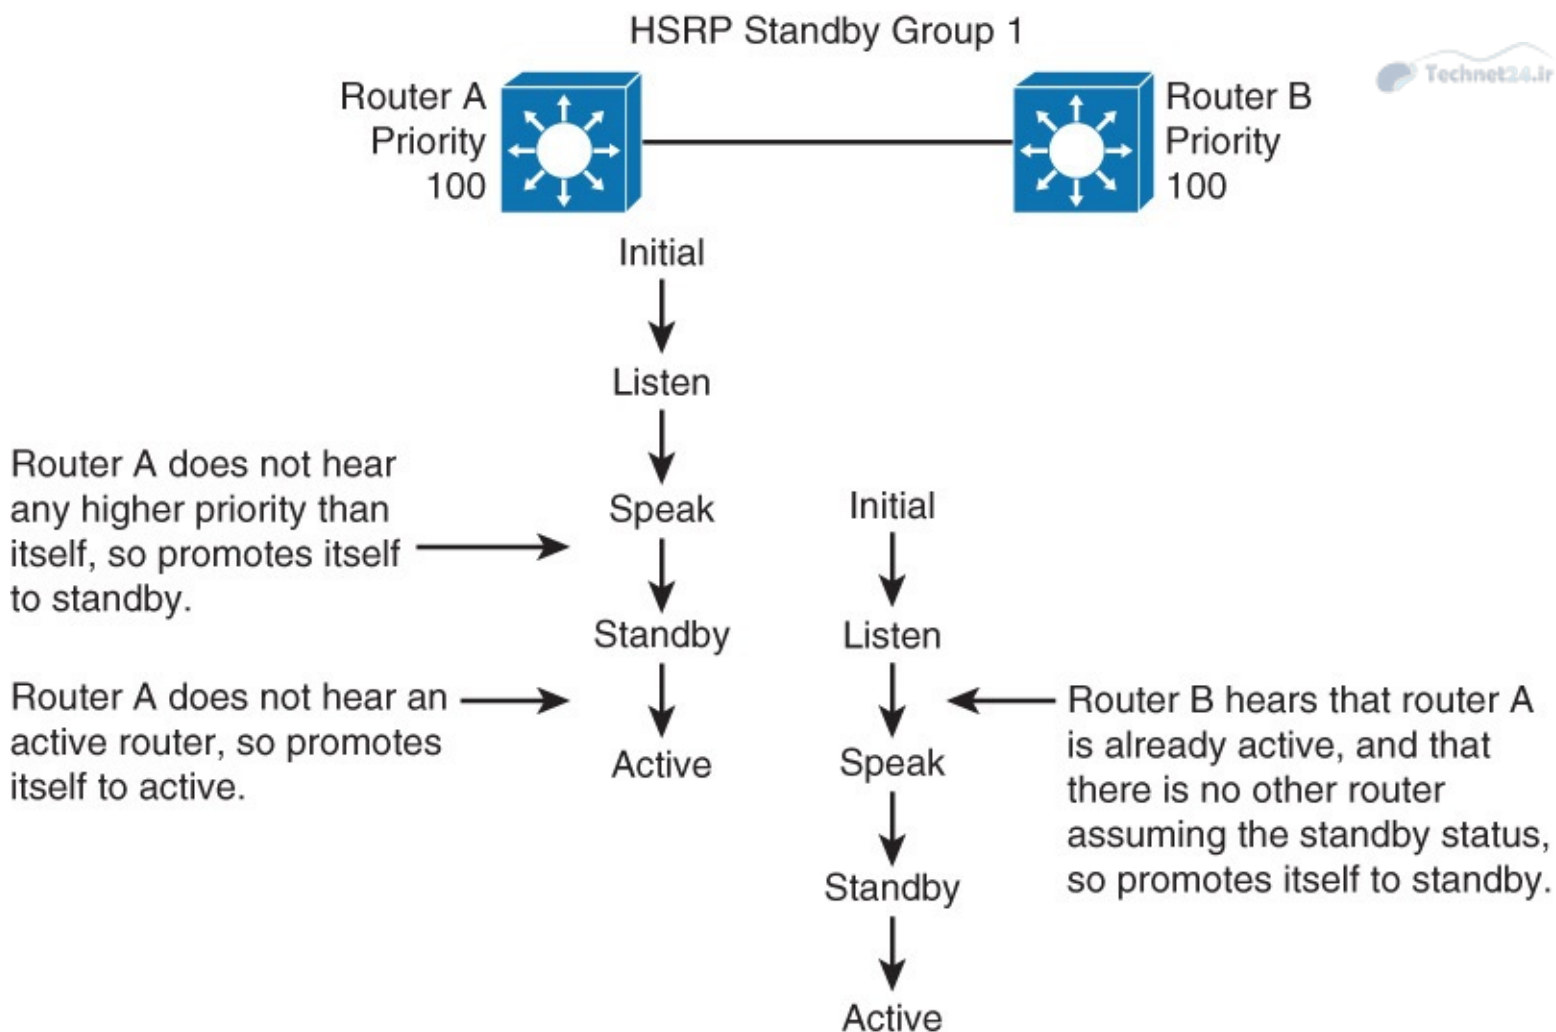 HSRP Standby Group 1
Technet24.ir
Router A
Priority
100
Router B
Priority
100
Initial
Listen
Router A does not hear
any higher priority than
itself, so promotes itself
to standby.
Speak
Initial
Standby
Listen
Router A does not hear an
active router, so promotes
itself to active.
Active
Speak
Router B hears that router A
is already active, and that
there is no other router
assuming the standby status,
so promotes itself to standby.
Standby
Active